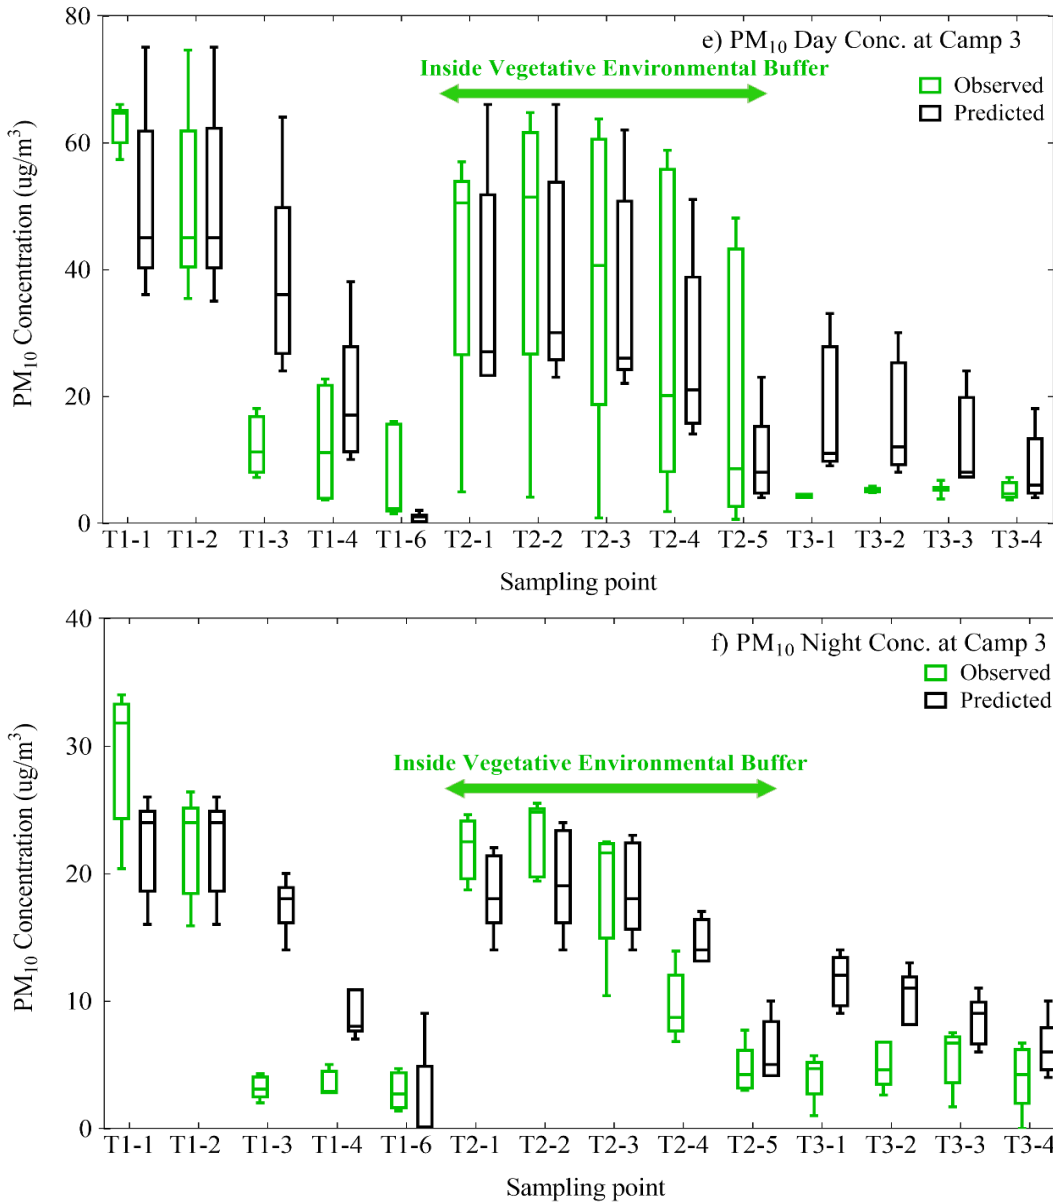 80
e) PM₁₀ Day Conc. at Camp 3
Inside Vegetative Environmental Buffer
Observed
Predicted
60
40
20
0
PM₁₀ Concentration (ug/m³)
T1-1 T1-2 T1-3 T1-4 T1-6 T2-1 T2-2 T2-3 T2-4 T2-5 T3-1 T3-2 T3-3 T3-4
Sampling point
40
f) PM₁₀ Night Conc. at Camp 3
Observed
Predicted
Inside Vegetative Environmental Buffer
30
20
10
0
PM₁₀ Concentration (ug/m³)
T1-1 T1-2 T1-3 T1-4 T1-6 T2-1 T2-2 T2-3 T2-4 T2-5 T3-1 T3-2 T3-3 T3-4
Sampling point